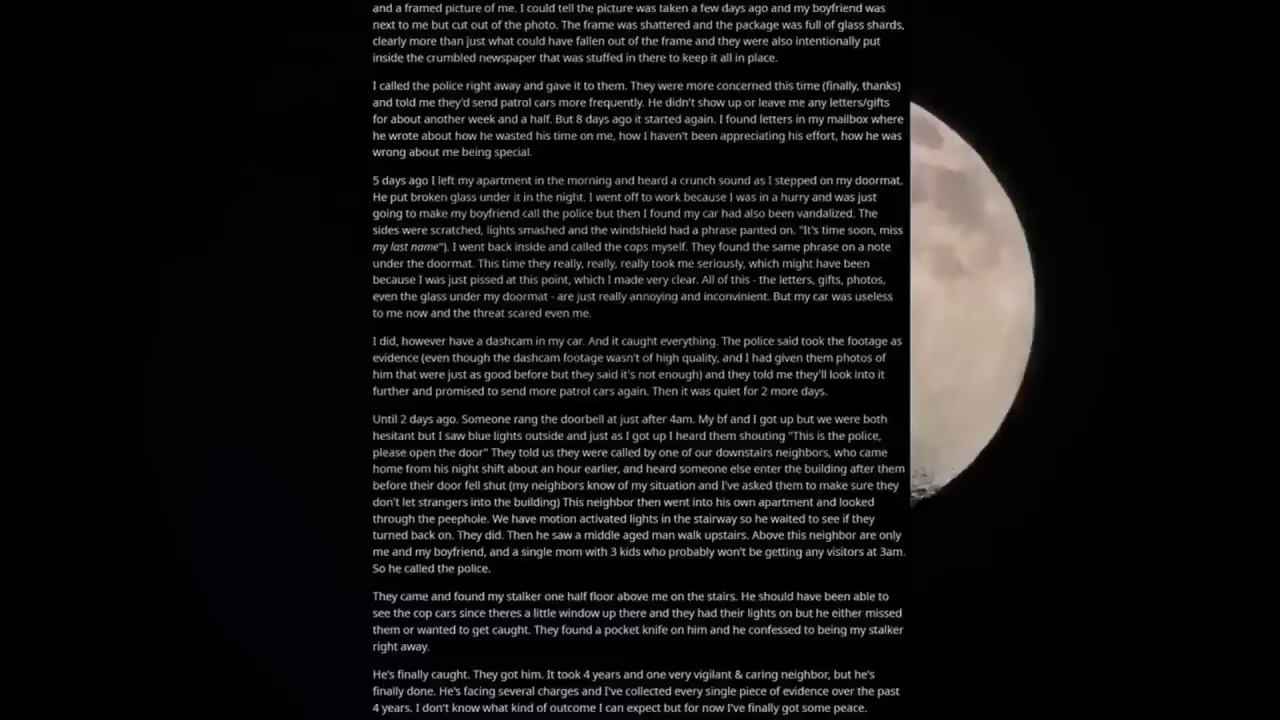 and a framed picture of me. I could tell the picture was taken a few days ago and my boyfriend was
next to me but cut out of the photo. The frame was shattered and the package was full of glass shards,
clearly more than just what could have fallen out of the frame and they were also intentionally put
inside the crumbled newspaper that was stuffed in there to keep it all in place.
I called the police right away and gave it to them. They were more concerned this time (finally, thanks)
and told me they'd send patrol cars more frequently. He didn't show up or leave me any letters/gifts
for about another week and a half. But 8 days ago it started again. I found letters in my mailbox where
he wrote about how he wasted his time on me, how I haven't been appreciating his effort, how he was
wrong about me being special.
5 days ago I left my apartment in the morning and heard a crunch sound as I stepped on my doormat.
He put broken glass under it in the night. I went off to work because I was in a hurry and was just
going to make my boyfriend call the police but then I found my car had also been vandalized. The
sides were scratched, lights smashed and the windshield had a phrase panted on. "It's time soon, miss
my last name"). I went back inside and called the cops myself. They found the same phrase on a note
under the doormat. This time they really, really, really took me seriously, which might have been
because I was just pissed at this point, which I made very clear. All of this - the letters, gifts, photos,
even the glass under my doormat - are just really annoying and inconvinient. But my car was useless
to me now and the threat scared even me.
I did, however have a dashcam in my car. And it caught everything. The police said took the footage as
evidence (even though the dashcam footage wasn't of high quality, and I had given them photos of
him that were just as good before but they said it's not enough) and they told me they'll look into it
further and promised to send more patrol cars again. Then it was quiet for 2 more days.
Until 2 days ago. Someone rang the doorbell at just after 4am. My bf and I got up but we were both
hesitant but I saw blue lights outside and just as I got up I heard them shouting "This is the police,
please open the door" They told us they were called by one of our downstairs neighbors, who came
home from his night shift about an hour earlier, and heard someone else enter the building after them
before their door fell shut (my neighbors know of my situation and I've asked them to make sure they
don't let strangers into the building) This neighbor then went into his own apartment and looked
through the peephole. We have motion activated lights in the stairway so he waited to see if they
turned back on. They did. Then he saw a middle aged man walk upstairs. Above this neighbor are only
me and my boyfriend, and a single mom with 3 kids who probably won't be getting any visitors at 3am.
So he called the police.
They came and found my stalker one half floor above me on the stairs. He should have been able to
see the cop cars since theres a little window up there and they had their lights on but he either missed
them or wanted to get caught. They found a pocket knife on him and he confessed to being my stalker
right away.
He's finally caught. They got him. It took 4 years and one very vigilant & caring neighbor, but he's
finally done. He's facing several charges and I've collected every single piece of evidence over the past
4 years. I don't know what kind of outcome I can expect but for now I've finally got some peace.